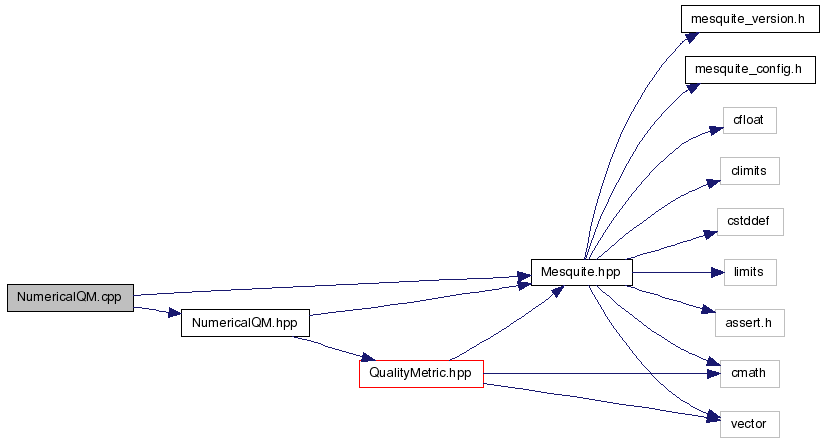 mesquite_version.h
mesquite_config.h
cfloat
climits
cstddef
Mesquite.hpp
limits
NumericalQM.cpp
NumericalQM.hpp
assert.h
QualityMetric.hpp
cmath
vector